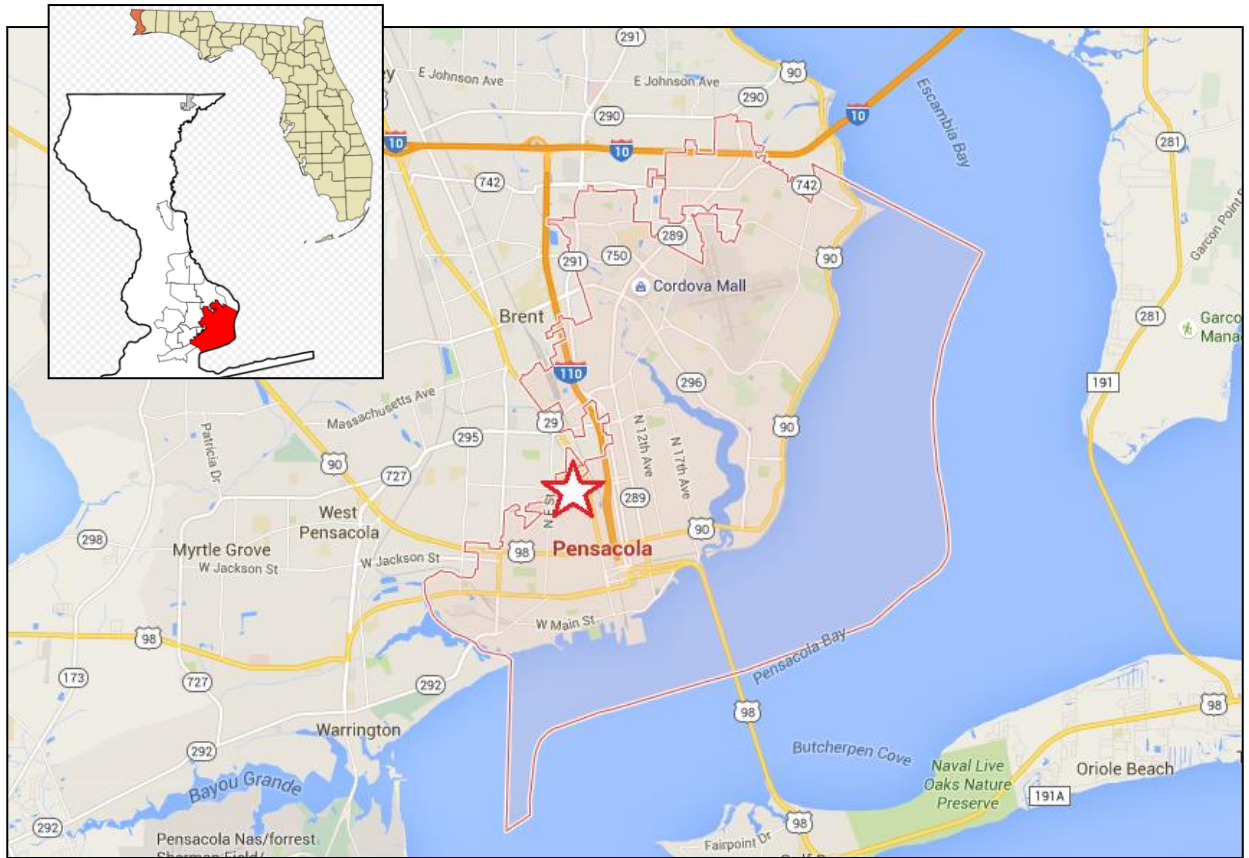 291
90
E Johnson Ave
E Johnson Ave
290
290
10
10
10
Escambia Bay
281
742
742
289
291
750
90
Cordova Mall
Garcon Point
281
Brent
110
296
191
Massachusetts Ave
29
295
N 12th Ave
N 17th Ave
90
Patricia Dr
90
727
289
West
Pensacola
90
298
Myrtle Grove
W Jackson St
W Jackson St
98
Pensacola
W Main St
98
Pensacola Bay
173
727
292
98
98
Warrington
292
Butcherpen Cove
Naval Live
Oaks Nature
Preserve
Oriole Beach
191A
Bayou Grande
292
98
Fairpoint Dr
Pensacola Nas/forrest